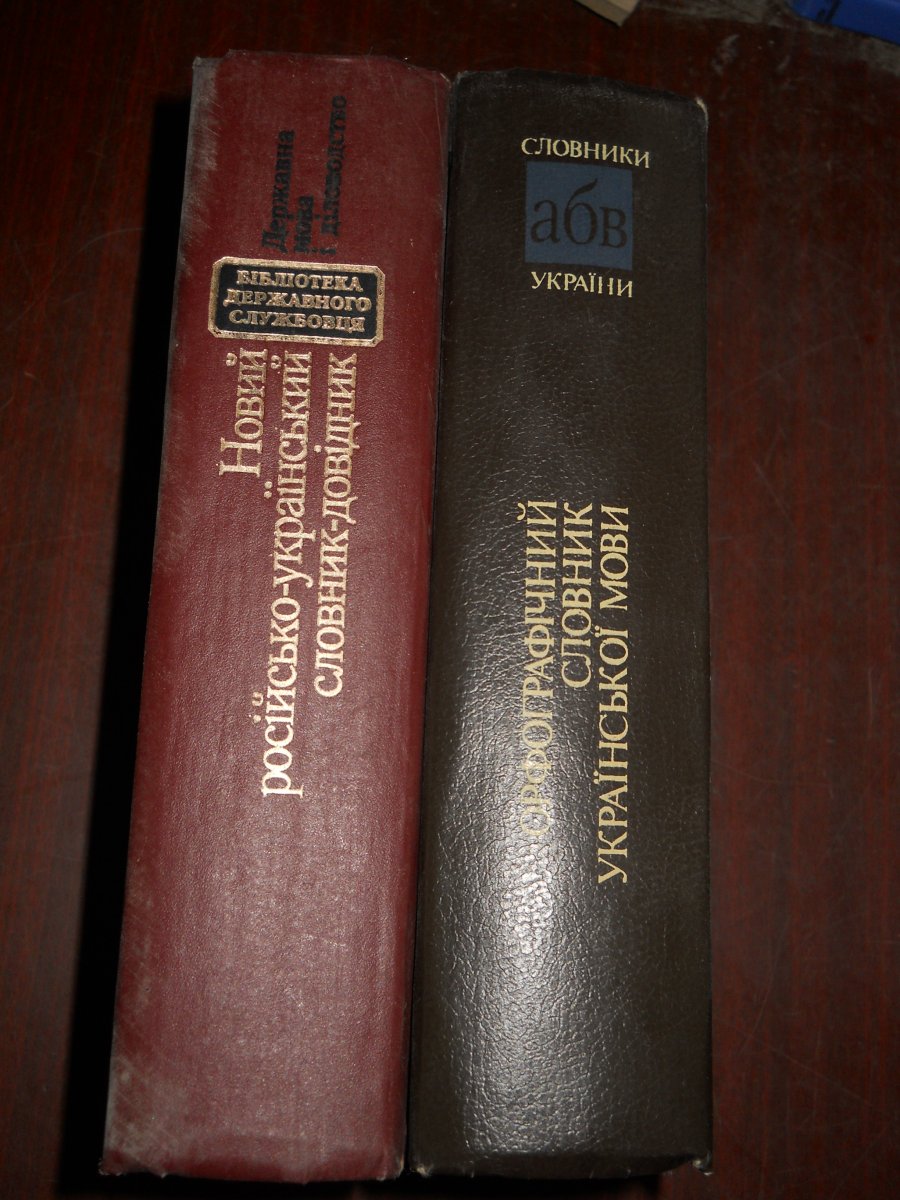 Державна
мова
і діловодство
БІБЛІОТЕКА
ДЕРЖАВНОГО
СЛУЖБОВЦЯ
Новий
російсько-український
словник-довідник
СЛОВНИКИ
абв
УКРАЇНИ
ОРФОГРАФІЧНИЙ
СЛОВНИК
УКРАЇНСЬКОЇ МОВИ